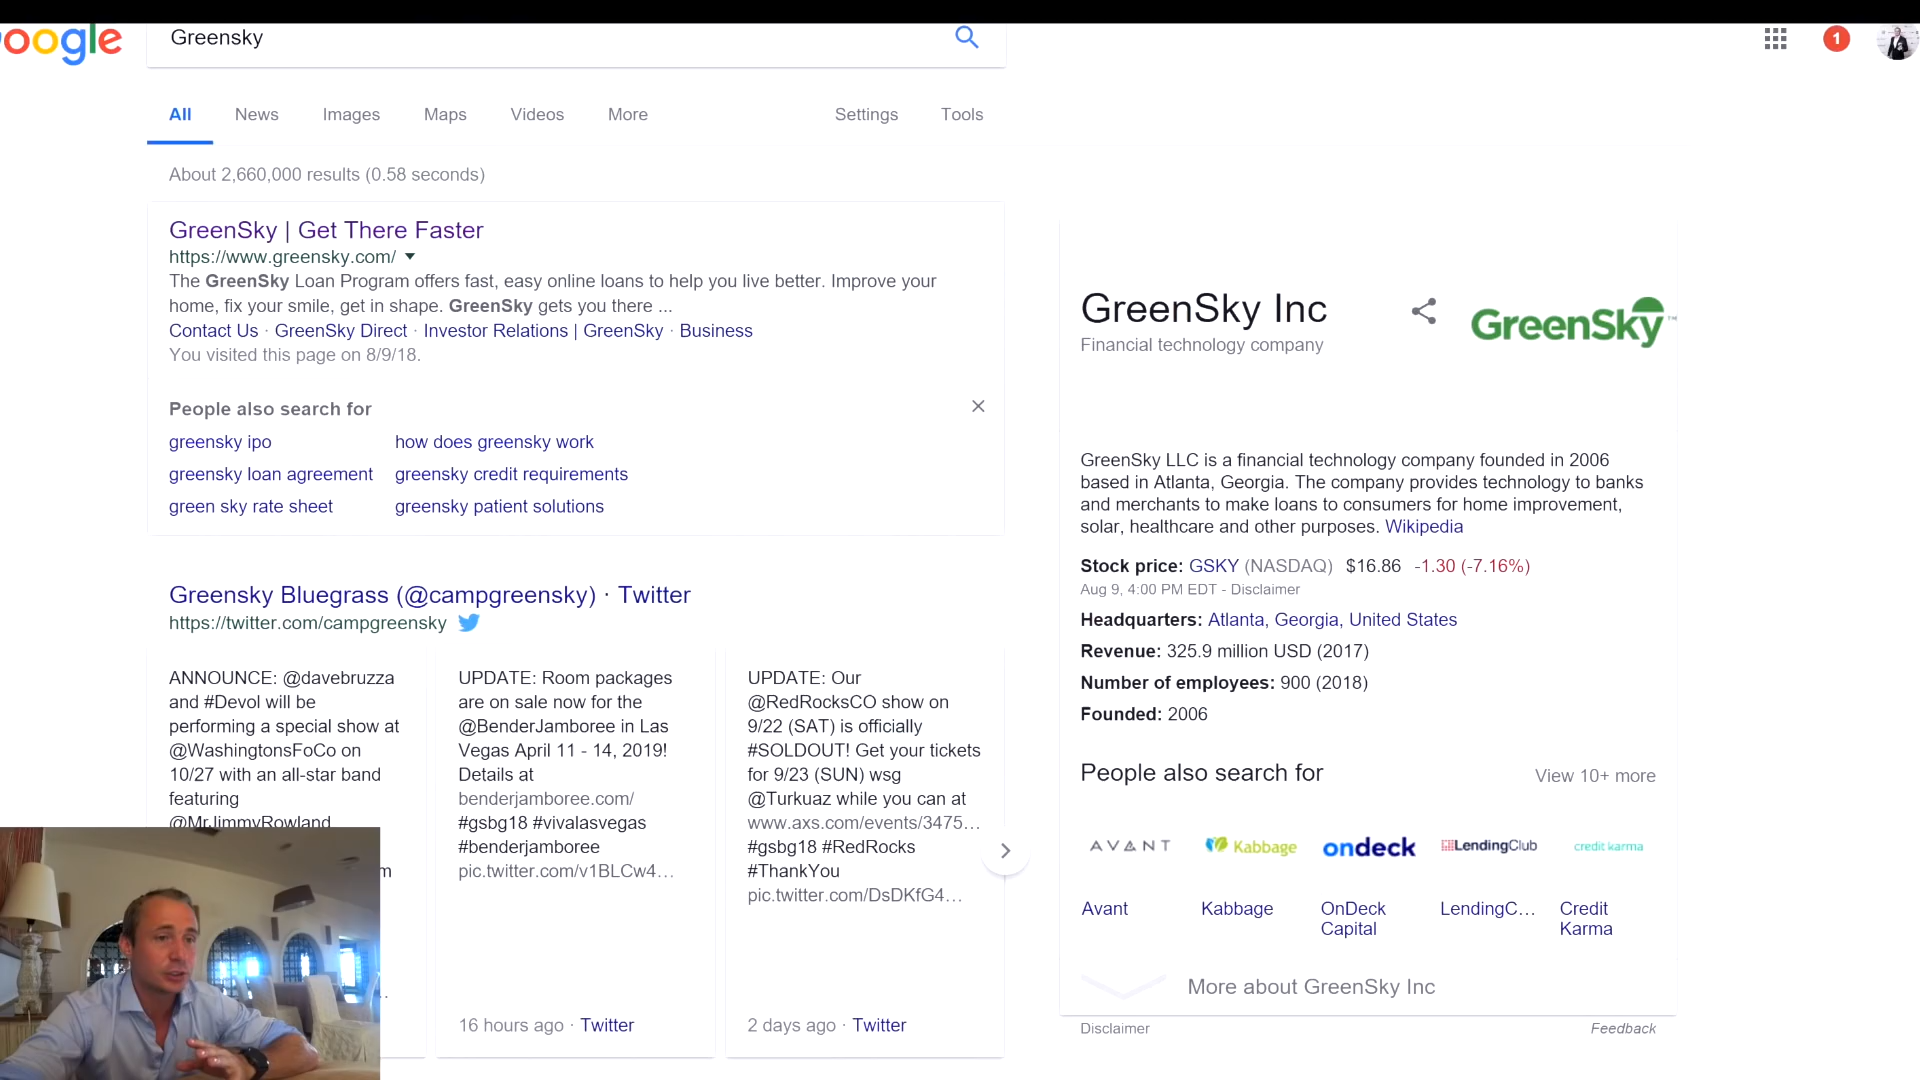 oogle
Greensky
1
All News Images Maps Videos More Settings Tools
About 2,660,000 results (0.58 seconds)
GreenSky | Get There Faster
https://www.greensky.com/
The GreenSky Loan Program offers fast, easy online loans to help you live better. Improve your
home, fix your smile, get in shape. GreenSky gets you there ...
Contact Us · GreenSky Direct · Investor Relations | GreenSky · Business
You visited this page on 8/9/18.
People also search for
greensky ipo how does greensky work
greensky loan agreement greensky credit requirements
green sky rate sheet greensky patient solutions
Greensky Bluegrass (@campgreensky) · Twitter
https://twitter.com/campgreensky
ANNOUNCE: @davebruzza
and #Devol will be
performing a special show at
@WashingtonsFoCo on
10/27 with an all-star band
featuring
@MrJimmyRowland
m
..
UPDATE: Room packages
are on sale now for the
@BenderJamboree in Las
Vegas April 11 - 14, 2019!
Details at
benderjamboree.com/
#gsbg18 #vivalasvegas
#benderjamboree
pic.twitter.com/v1BLCw4…
16 hours ago · Twitter
UPDATE: Our
@RedRocksCO show on
9/22 (SAT) is officially
#SOLDOUT! Get your tickets
for 9/23 (SUN) wsg
@Turkuaz while you can at
www.axs.com/events/3475…
#gsbg18 #RedRocks
#ThankYou
pic.twitter.com/DsDKfG4…
2 days ago · Twitter
GreenSky Inc
Financial technology company
GreenSky™
GreenSky LLC is a financial technology company founded in 2006
based in Atlanta, Georgia. The company provides technology to banks
and merchants to make loans to consumers for home improvement,
solar, healthcare and other purposes. Wikipedia
Stock price: GSKY (NASDAQ) $16.86 -1.30 (-7.16%)
Aug 9, 4:00 PM EDT - Disclaimer
Headquarters: Atlanta, Georgia, United States
Revenue: 325.9 million USD (2017)
Number of employees: 900 (2018)
Founded: 2006
People also search for View 10+ more
AVANT Kabbage ondeck LendingClub credit karma
Avant Kabbage OnDeck Capital LendingC… Credit Karma
More about GreenSky Inc
Disclaimer Feedback